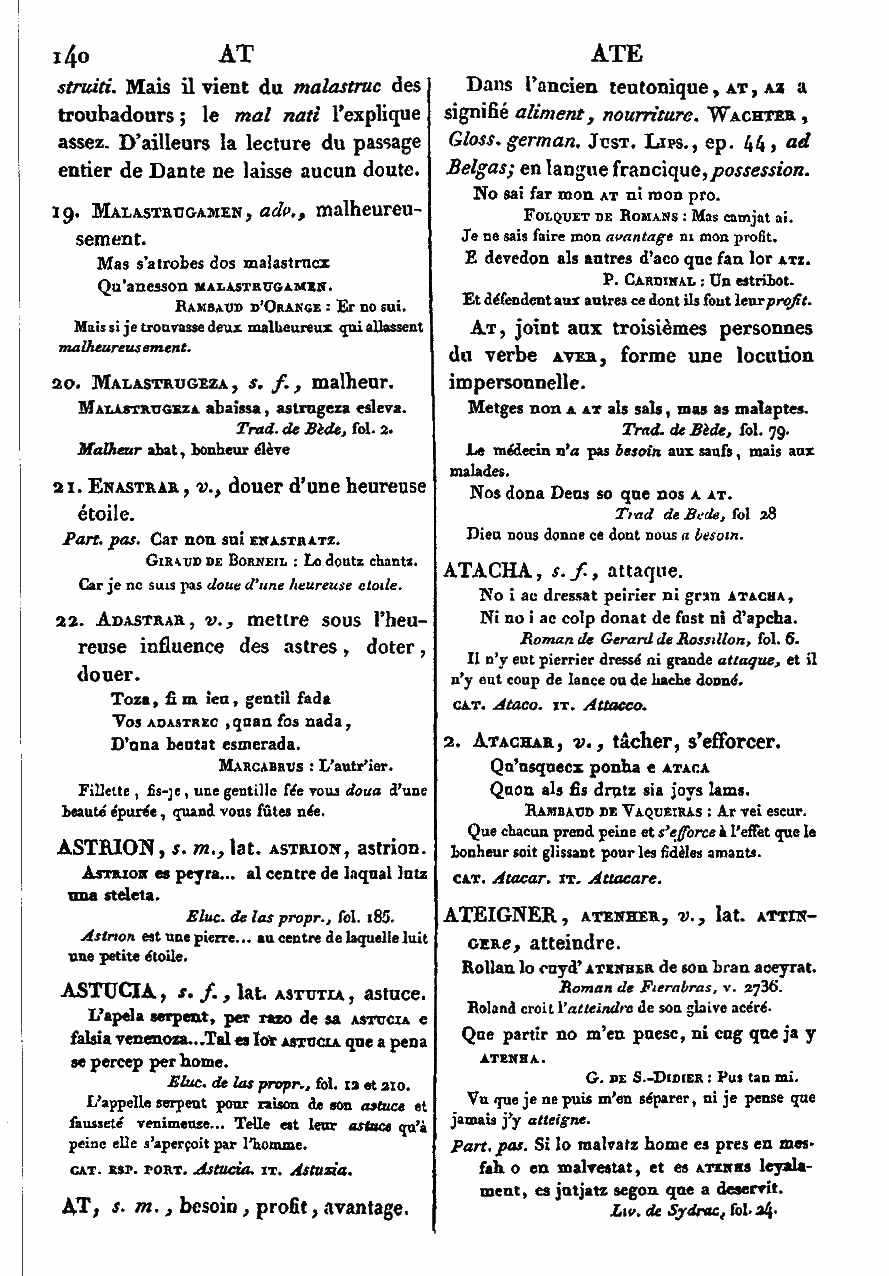 140 AT ATE
struiti. Mais il vient du malastruc des
troubadours ; le mal nati l'explique
assez. D'ailleurs la lecture du passage
entier de Dante ne laisse aucun doute.
19. MALASTRUGAMEN, adv., malheureu-
sement.
Mas s'atrobes dos malastrucx
Qu'anesson MALASTRUGAMEN.
RAMBAUD D'ORANGE : Er no sui.
Mais si je trouvasse deux malheureux qui allassent
malheureusement.
20. MALASTRUGEZA, s. f., malheur.
MALASTRUGEZA abaissa, astrugeza esleva.
Trad. de Bède, fol. 2.
Malheur abat, bonheur élève
21. ENASTRAR, v., douer d'une heureuse
étoile.
Part. pas. Car non sui ENASTRATZ.
GIRAUD DE BORNEIL : Lo doutz chantz.
Car je ne suis pas doué d'une heureuse étoile.
22. ADASTRAR, v., mettre sous l'heu-
reuse influence des astres, doter,
douer.
Toza, fi m ieu, gentil fada
Vos ADASTREC ,quan fos nada,
D'una beutat esmerada.
MARCABRUS : L'autr'ier.
Fillette, fis-je, une gentille fée vous doua d'une
beauté épurée, quand vous fûtes née.
ASTRION, s. m., lat. ASTRION, astrion.
ASTRION es peyra... al centre de laqual lutz
una steleta.
Eluc. de las propr., fol. 185.
Astrion est une pierre... au centre de laquelle luit
une petite étoile.
ASTUCIA, s. f., lat. ASTUTIA, astuce.
L'apela serpent, per razo de sa ASTUCIA e
falsia venenoza...Tal es lor ASTUCIA que a pena
se percep per home.
Eluc. de las propr., fol. 12 et 210.
L'appelle serpent pour raison de son astuce et
fausseté venimeuse... Telle est leur astuce qu'à
peine elle s'aperçoit par l'homme.
CAT. ESP. PORT. Astucia. IT. Astuzia.
AT, s. m., besoin, profit, avantage.
Dans l'ancien teutonique, AT, AZ a
signifié aliment, nourriture. WACHTER,
Gloss. german. JUST. LIPS., ep. 44, ad
Belgas; en langue francique, possession.
No sai far mon AT ni mon pro.
FOLQUET DE ROMANS : Mas camjat ai.
Je ne sais faire mon avantage ni mon profit.
E devedon als autres d'aco que fan lor ATZ.
P. CARDINAL : Un estribot.
Et défendent aux autres ce dont ils font leur profit.
AT, joint aux troisièmes personnes
du verbe AVER, forme une locution
impersonnelle.
Metges non A AT als sals, mas as malaptes.
Trad. de Bède, fol. 79.
Le médecin n'a pas besoin aux saufs, mais aux
malades.
Nos dona Deus so que nos A AT.
Trad de Bede, fol 28
Dieu nous donne ce dont nous a besoin.
ATACHA, s. f., attaque.
No i ac dressat peirier ni gran ATACHA,
Ni no i ac colp donat de fust ni d'apcha.
Roman de Gerard de Rossillon, fol. 6.
Il n'y eut pierrier dressé ni grande attaque, et il
n'y eut coup de lance ou de hache donné.
CAT. Ataco. IT. Attacco.
2. ATACHAR, v., tâcher, s'efforcer.
Qu'usquecx ponha e ATACA
Quon als fis drutz sia joys lams.
RAMBAUD DE VAQUEIRAS : Ar vei escur.
Que chacun prend peine et s'efforce à l'effet que le
bonheur soit glissant pour les fidèles amants.
CAT. Atacar. IT. Attacare.
ATEIGNER, ATENHER, v., lat. ATTIN-
GERE, atteindre.
Rollan lo cuyd' ATENHER de son bran aceyrat.
Roman de Fierabras, v. 2736.
Roland croit l'atteindre de son glaive acéré.
Que partir no m'en puesc, ni cug que ja y
ATENHA.
G. DE S.-DIDIER : Pus tan mi.
Vu que je ne puis m'en séparer, ni je pense que
jamais j'y atteigne.
Part. pas. Si lo malvatz home es pres en mes-
fah o en malvestat, et es ATENHS leyala-
ment, es jutjatz segon que a deservit.
Liv. de Sydrac, fol. 24.